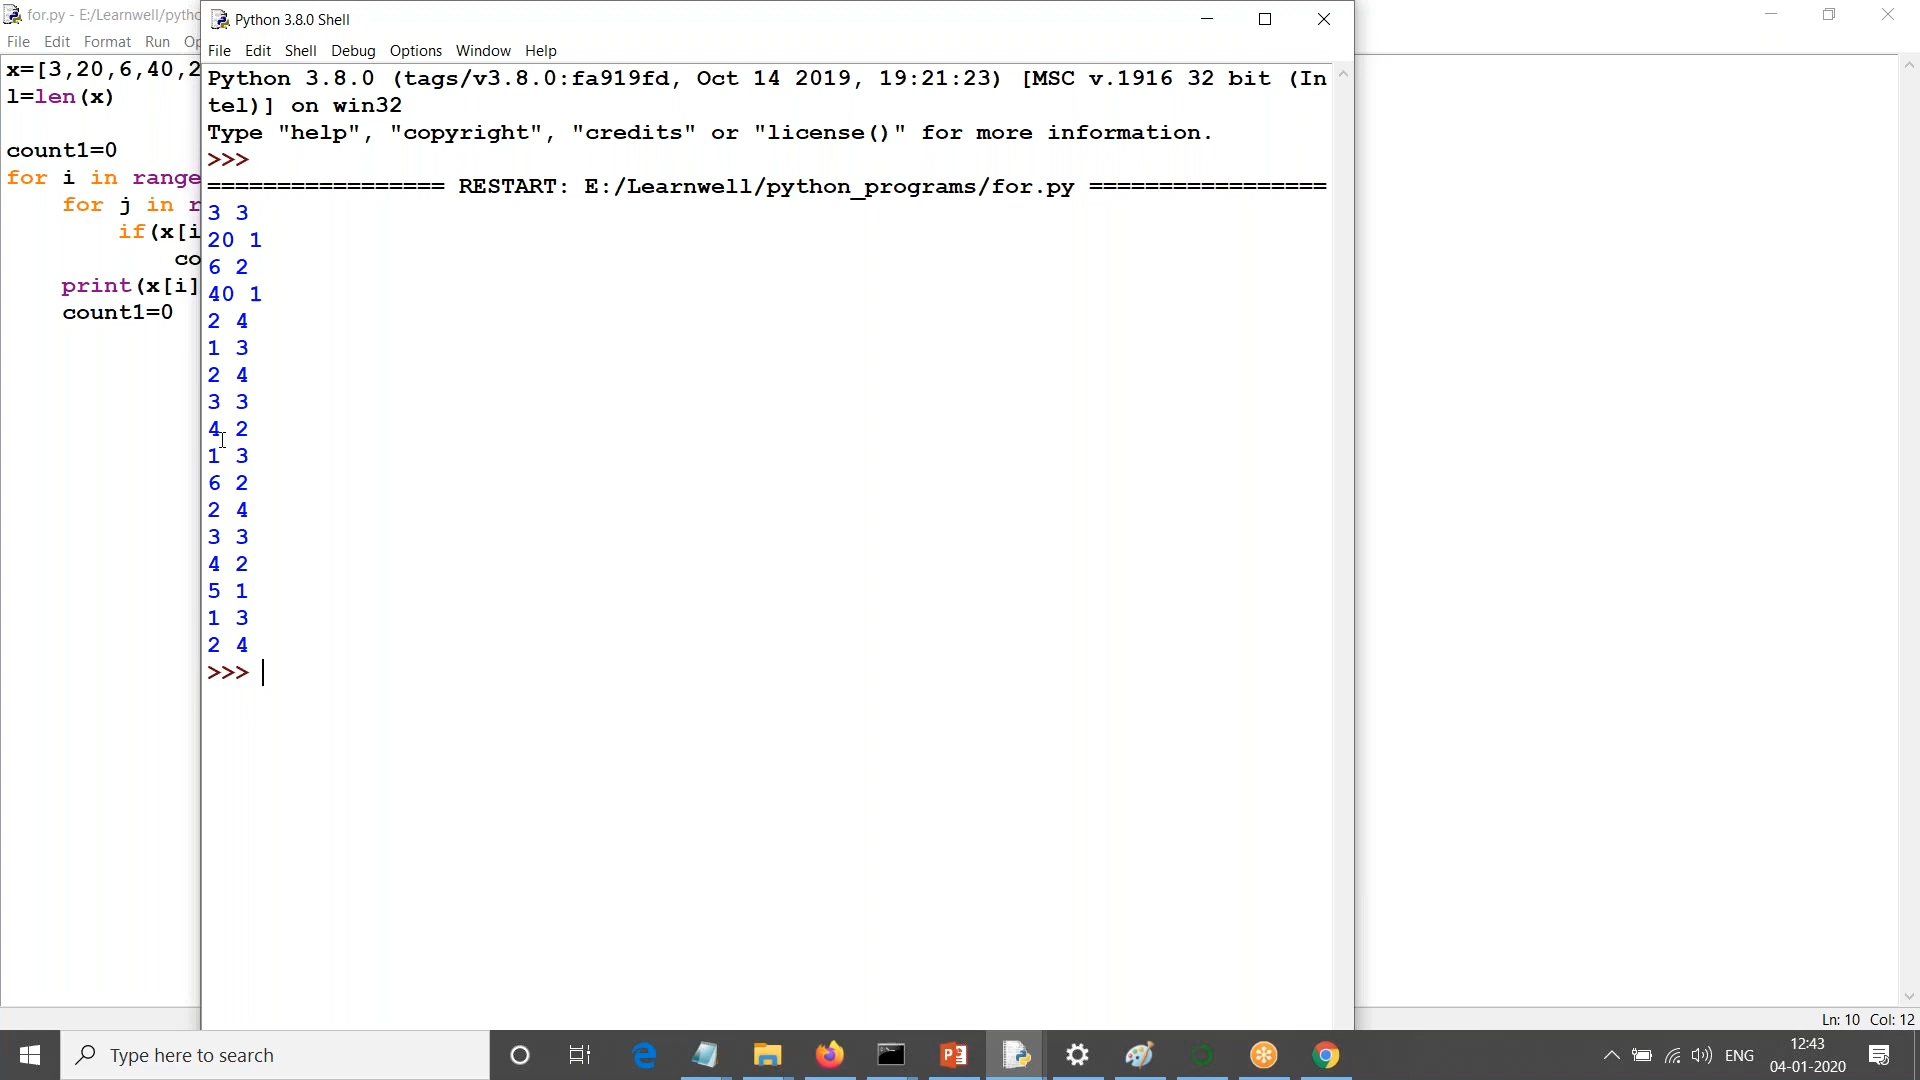 for.py - E:/Learnwell/pytho
File Edit Format Run Op
x=[3,20,6,40,2
l=len(x)
count1=0
for i in range
for j in r
if(x[i
co
print(x[i]
count1=0
Python 3.8.0 Shell
File Edit Shell Debug Options Window Help
Python 3.8.0 (tags/v3.8.0:fa919fd, Oct 14 2019, 19:21:23) [MSC v.1916 32 bit (In
tel)] on win32
Type "help", "copyright", "credits" or "license()" for more information.
>>>
================= RESTART: E:/Learnwell/python_programs/for.py =================
3 3
20 1
6 2
40 1
2 4
1 3
2 4
3 3
4 2
1 3
6 2
2 4
3 3
4 2
5 1
1 3
2 4
>>>
Ln: 10 Col: 12
Type here to search
ENG
12:43
04-01-2020